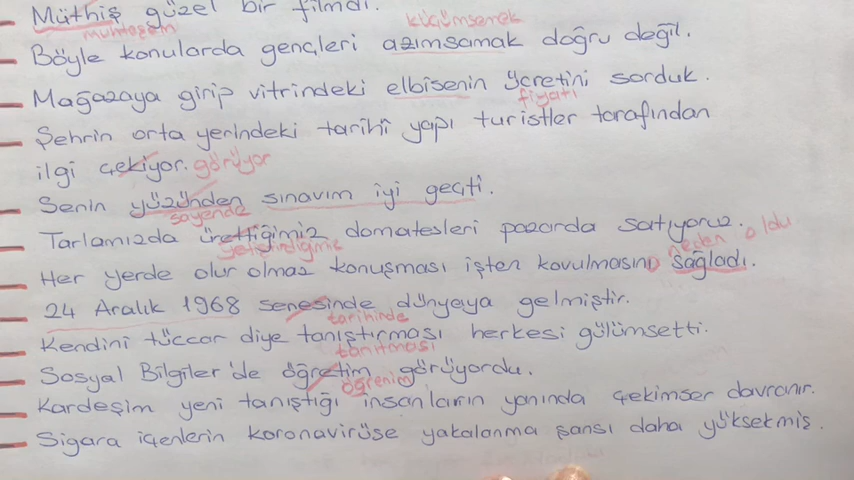 Müthiş güzel bir filmdi.
muhteşem küçümsemek
Böyle konularda gençleri azımsamak doğru değil.
Mağazaya girip vitrindeki elbisenin ücretini sorduk.
fiyatı
Şehrin orta yerindeki tarihî yapı turistler tarafından
ilgi çekiyor. görüyor
Senin yüzünden sınavım iyi geçti.
sayende
Tarlamızda ürettiğimiz domatesleri pazarda satıyoruz.
yetiştirdiğimiz neden oldu
Her yerde olur olmaz konuşması işten kovulmasını sağladı.
24 Aralık 1968 senesinde dünyaya gelmiştir.
tarihinde
Kendini tüccar diye tanıştırması herkesi gülümsetti.
tanıtması
Sosyal Bilgiler'de öğretim görüyordu.
öğrenim
Kardeşim yeni tanıştığı insanların yanında çekimser davranır.
Sigara içenlerin koronavirüse yakalanma şansı daha yüksekmiş.